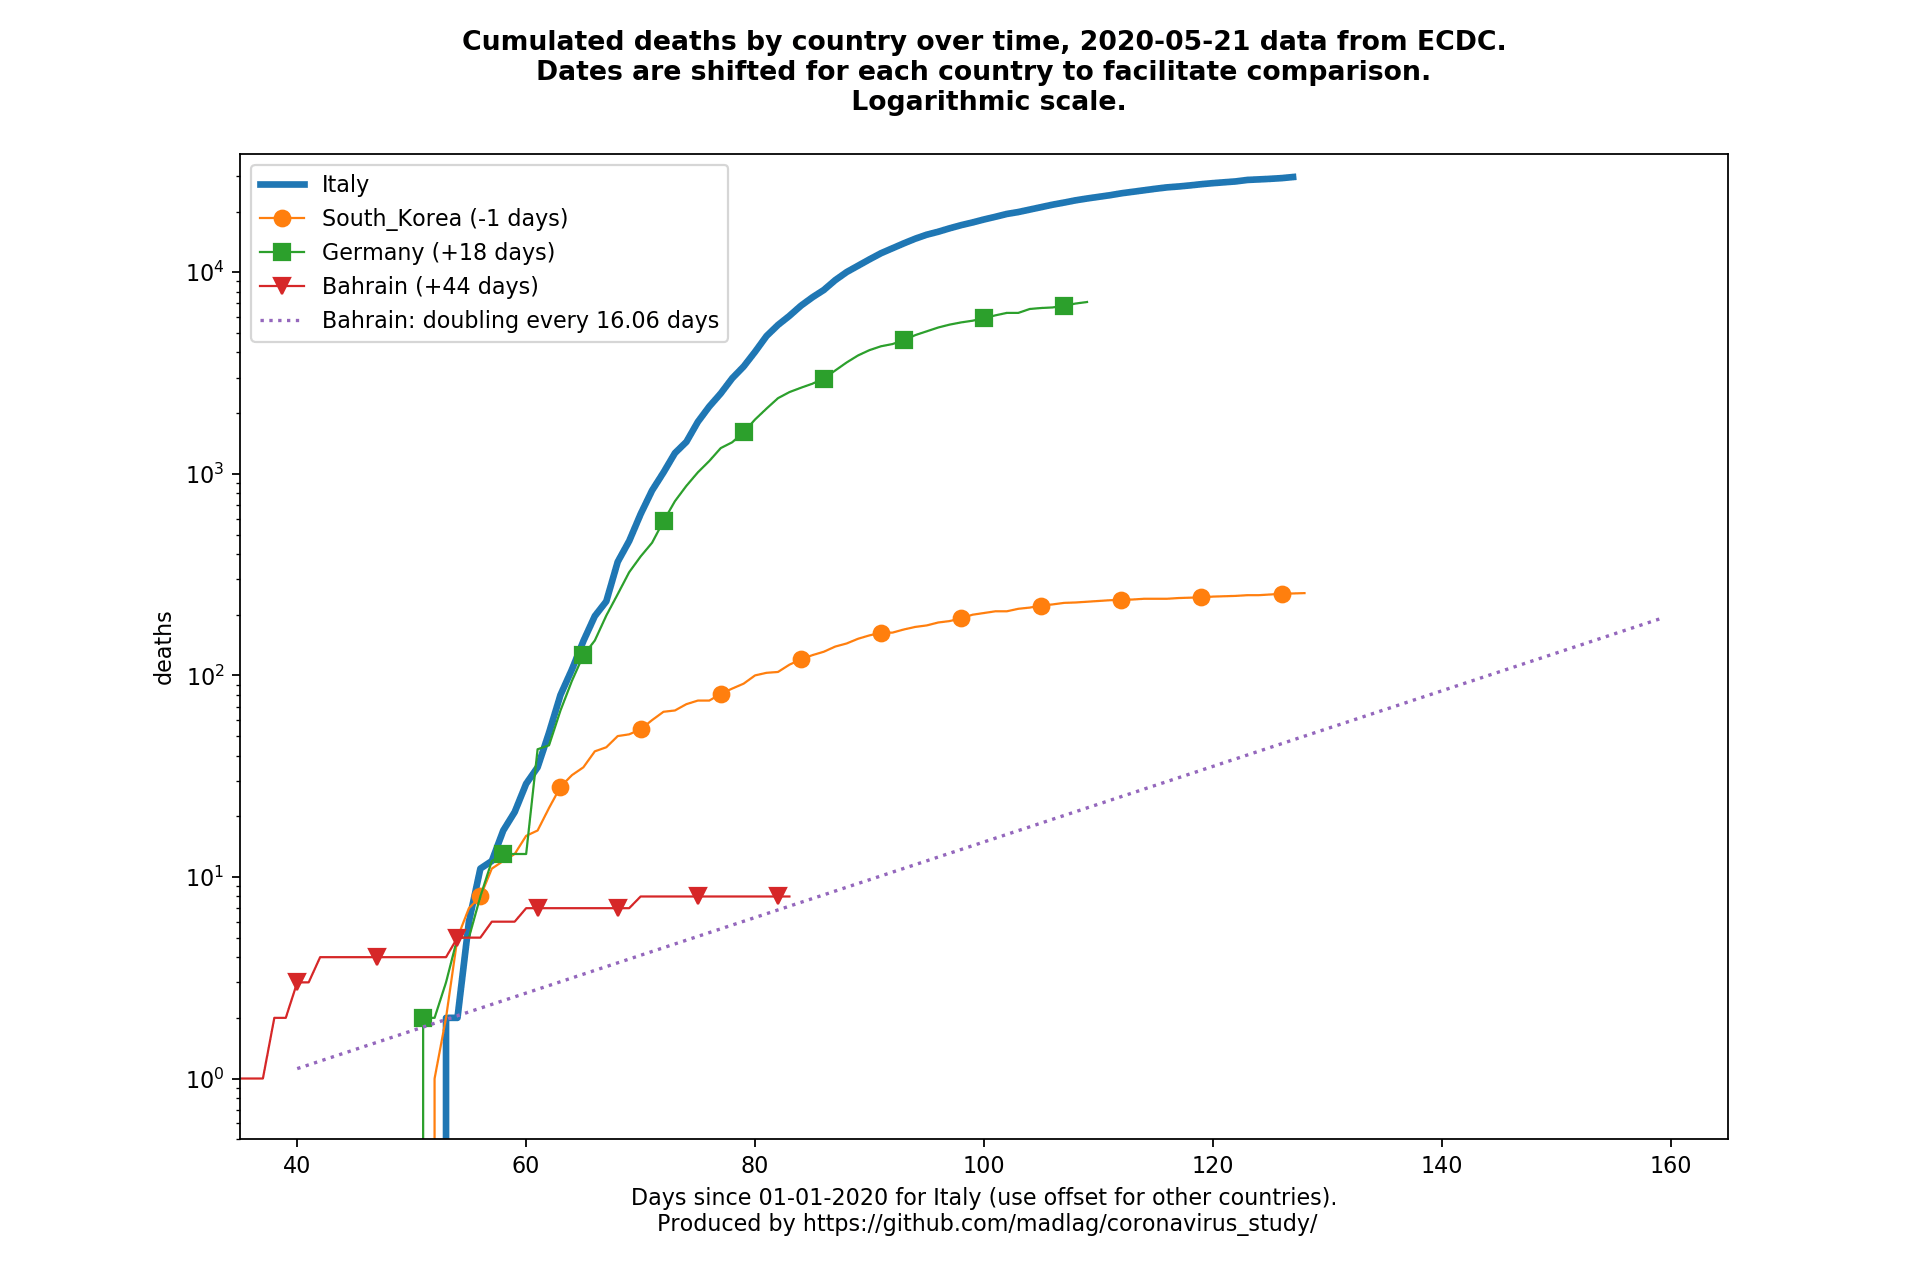 Cumulated deaths by country over time, 2020-05-21 data from ECDC.
Dates are shifted for each country to facilitate comparison.
Logarithmic scale.
Italy
South_Korea (-1 days)
Germany (+18 days)
Bahrain (+44 days)
Bahrain: doubling every 16.06 days
deaths
10⁴
10³
10²
10¹
10⁰
40 60 80 100 120 140 160
Days since 01-01-2020 for Italy (use offset for other countries).
Produced by https://github.com/madlag/coronavirus_study/